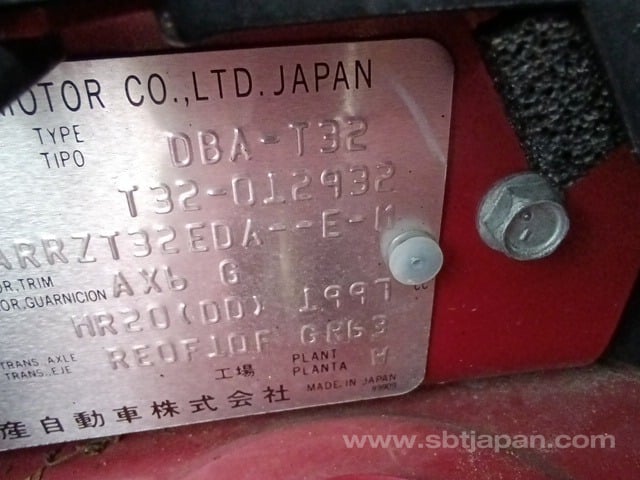 MOTOR CO.,LTD. JAPAN
TYPE
TIPO DBA-T32
T32-012932
ARRZT32EDA--E-
OR.TRIM
OR.GUARNICION AX6 G
MR20(DD) 1997
TRANS. AXLE
TRANS. EJE RE0F10F GR63
工場 PLANT
PLANTA M
MADE IN JAPAN
産自動車株式会社
www.sbtjapan.com